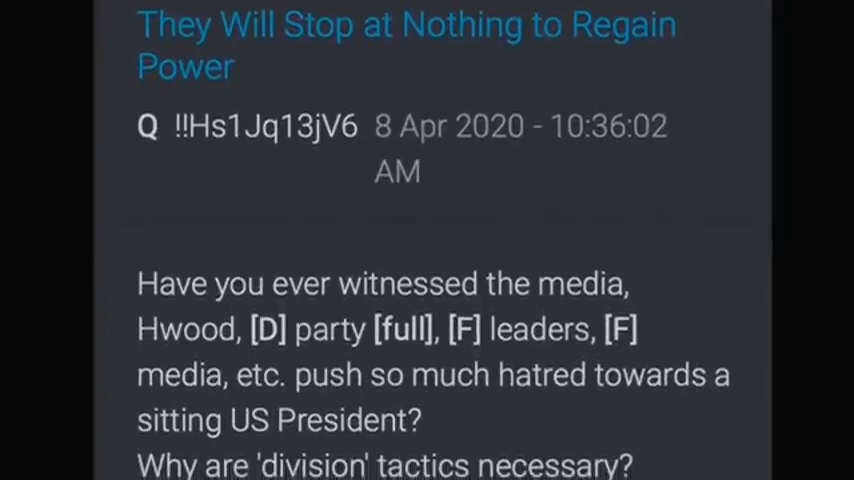 They Will Stop at Nothing to Regain
Power
Q !!Hs1Jq13jV6 8 Apr 2020 - 10:36:02
AM
Have you ever witnessed the media,
Hwood, [D] party [full], [F] leaders, [F]
media, etc. push so much hatred towards a
sitting US President?
Why are 'division' tactics necessary?